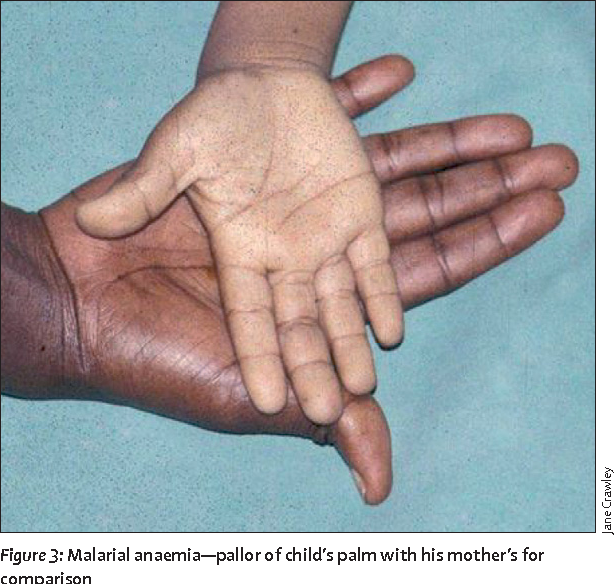 Jane Crawley
Figure 3: Malarial anaemia—pallor of child's palm with his mother's for
comparison